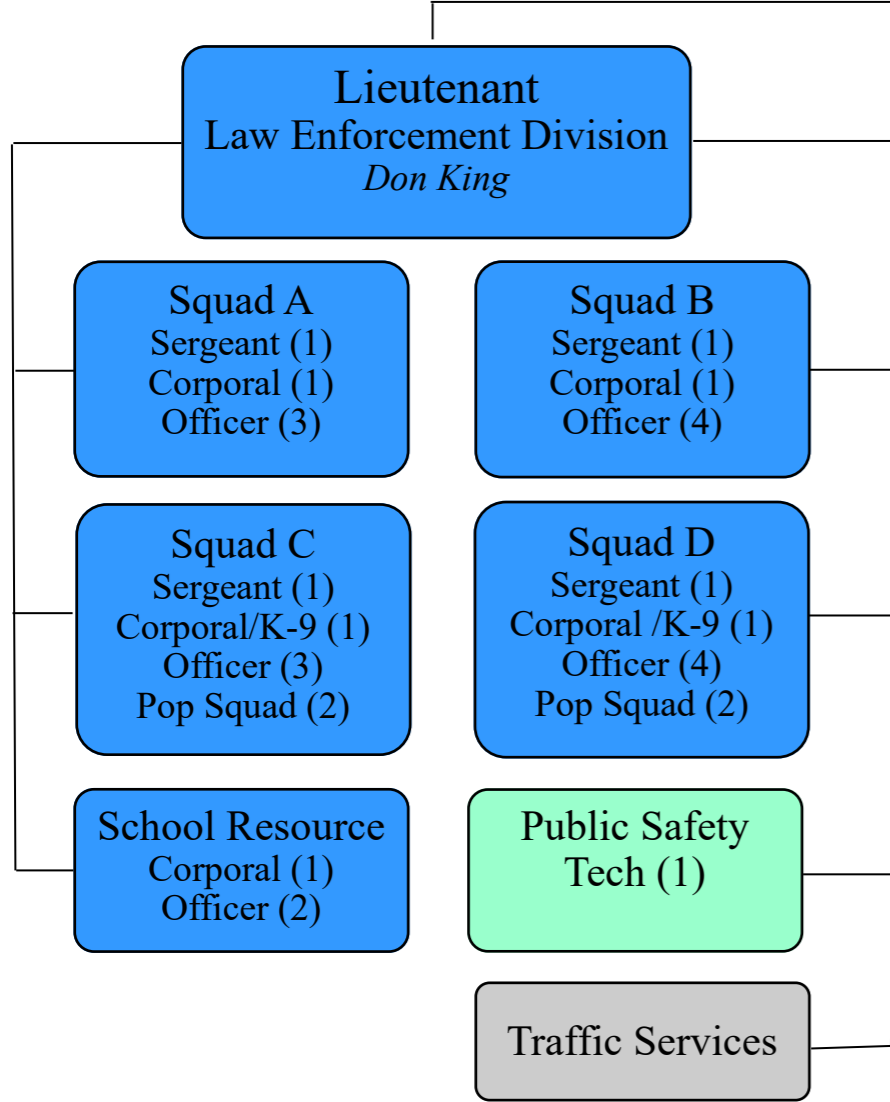 Lieutenant
Law Enforcement Division
Don King
Squad A
Sergeant (1)
Corporal (1)
Officer (3)
Squad B
Sergeant (1)
Corporal (1)
Officer (4)
Squad C
Sergeant (1)
Corporal/K-9 (1)
Officer (3)
Pop Squad (2)
Squad D
Sergeant (1)
Corporal /K-9 (1)
Officer (4)
Pop Squad (2)
School Resource
Corporal (1)
Officer (2)
Public Safety
Tech (1)
Traffic Services